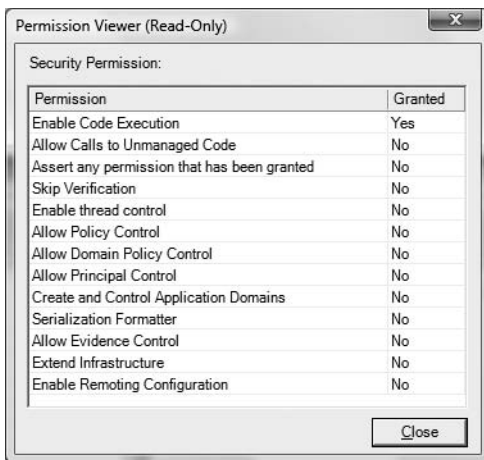 Permission Viewer (Read-Only)
Security Permission:
Permission Granted
Enable Code Execution Yes
Allow Calls to Unmanaged Code No
Assert any permission that has been granted No
Skip Verification No
Enable thread control No
Allow Policy Control No
Allow Domain Policy Control No
Allow Principal Control No
Create and Control Application Domains No
Serialization Formatter No
Allow Evidence Control No
Extend Infrastructure No
Enable Remoting Configuration No
Close